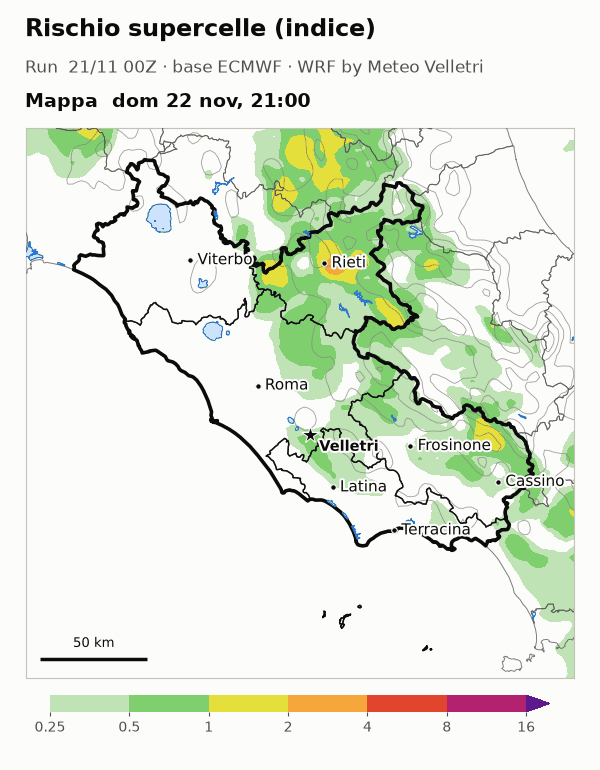 Rischio supercelle (indice)
Run  21/11 00Z · base ECMWF · WRF by Meteo Velletri
Mappa  dom 22 nov, 21:00
Viterbo
Rieti
Roma
Velletri
Frosinone
Cassino
Latina
Terracina
50 km
0.25 0.5 1 2 4 8 16